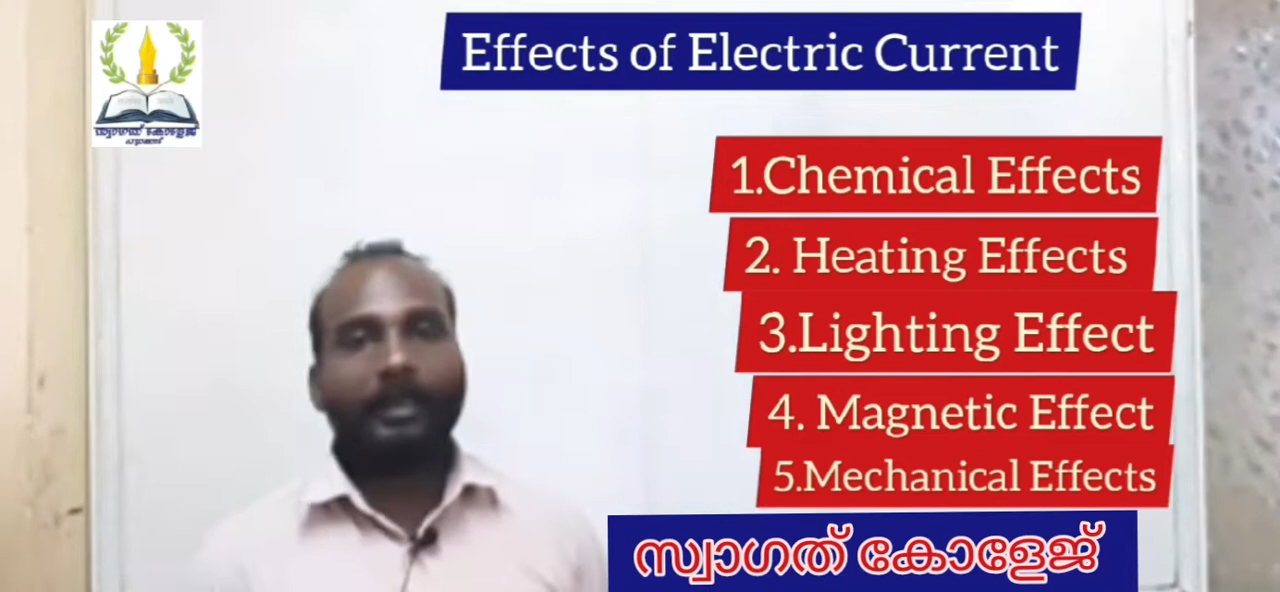 Effects of Electric Current
1.Chemical Effects
2. Heating Effects
3.Lighting Effect
4. Magnetic Effect
5.Mechanical Effects
സ്വാഗത് കോളേജ്
സ്വാഗത് കോളേജ്